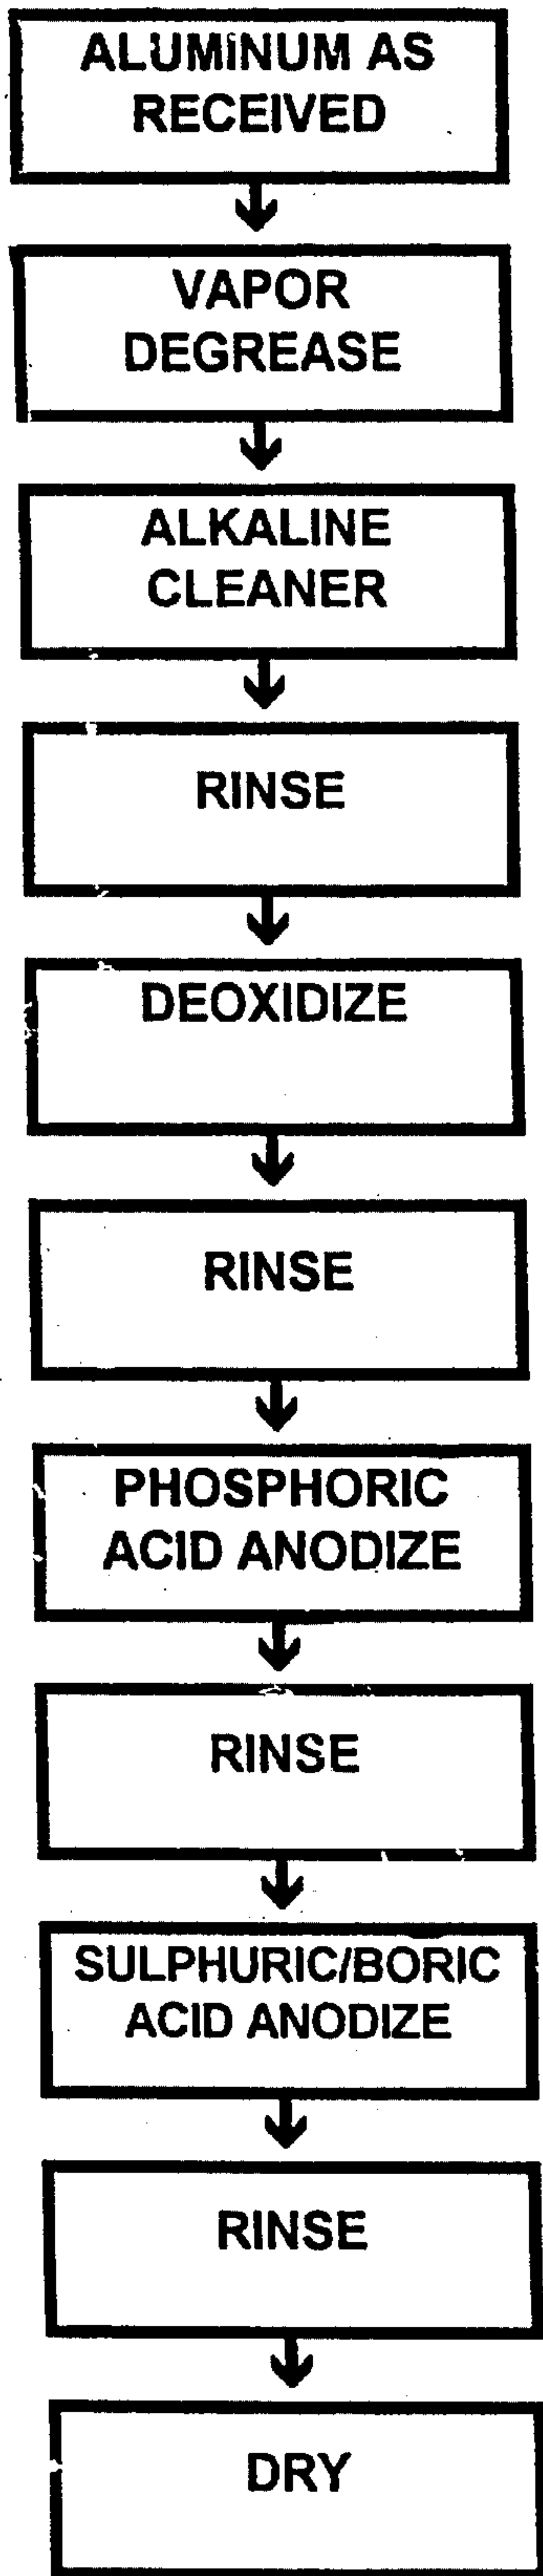 ALUMINUM AS
RECEIVED
VAPOR
DEGREASE
ALKALINE
CLEANER
RINSE
DEOXIDIZE
RINSE
PHOSPHORIC
ACID ANODIZE
RINSE
SULPHURIC/BORIC
ACID ANODIZE
RINSE
DRY